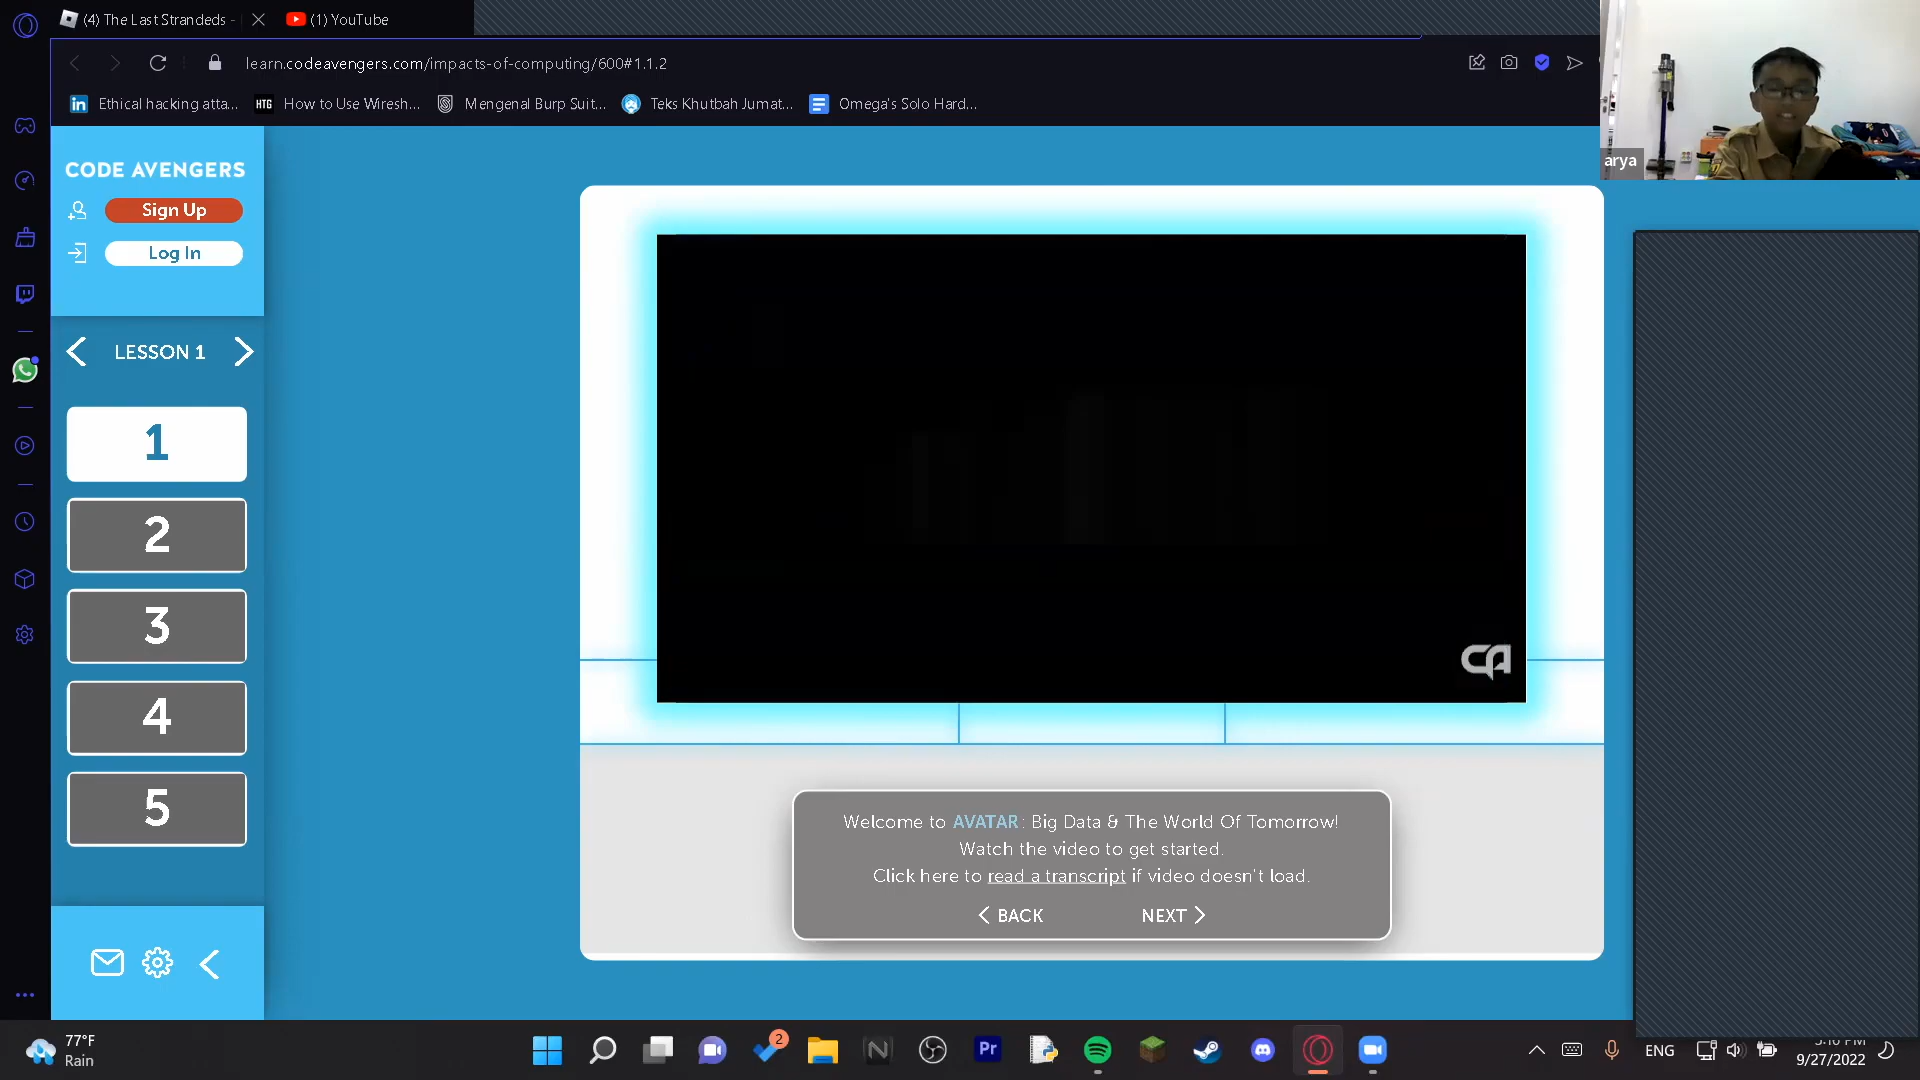 (4) The Last Strandeds -
(1) YouTube
learn.codeavengers.com/impacts-of-computing/600#1.1.2
Ethical hacking atta...
HTG
How to Use Wiresh...
Mengenal Burp Suit...
Teks Khutbah Jumat...
Omega's Solo Hard...
arya
CODE AVENGERS
Sign Up
Log In
LESSON 1
1
2
3
4
5
CA
Welcome to AVATAR: Big Data & The World Of Tomorrow!
Watch the video to get started.
Click here to read a transcript if video doesn't load.
BACK
NEXT
77°F
Rain
2
Pr
ENG
9/27/2022